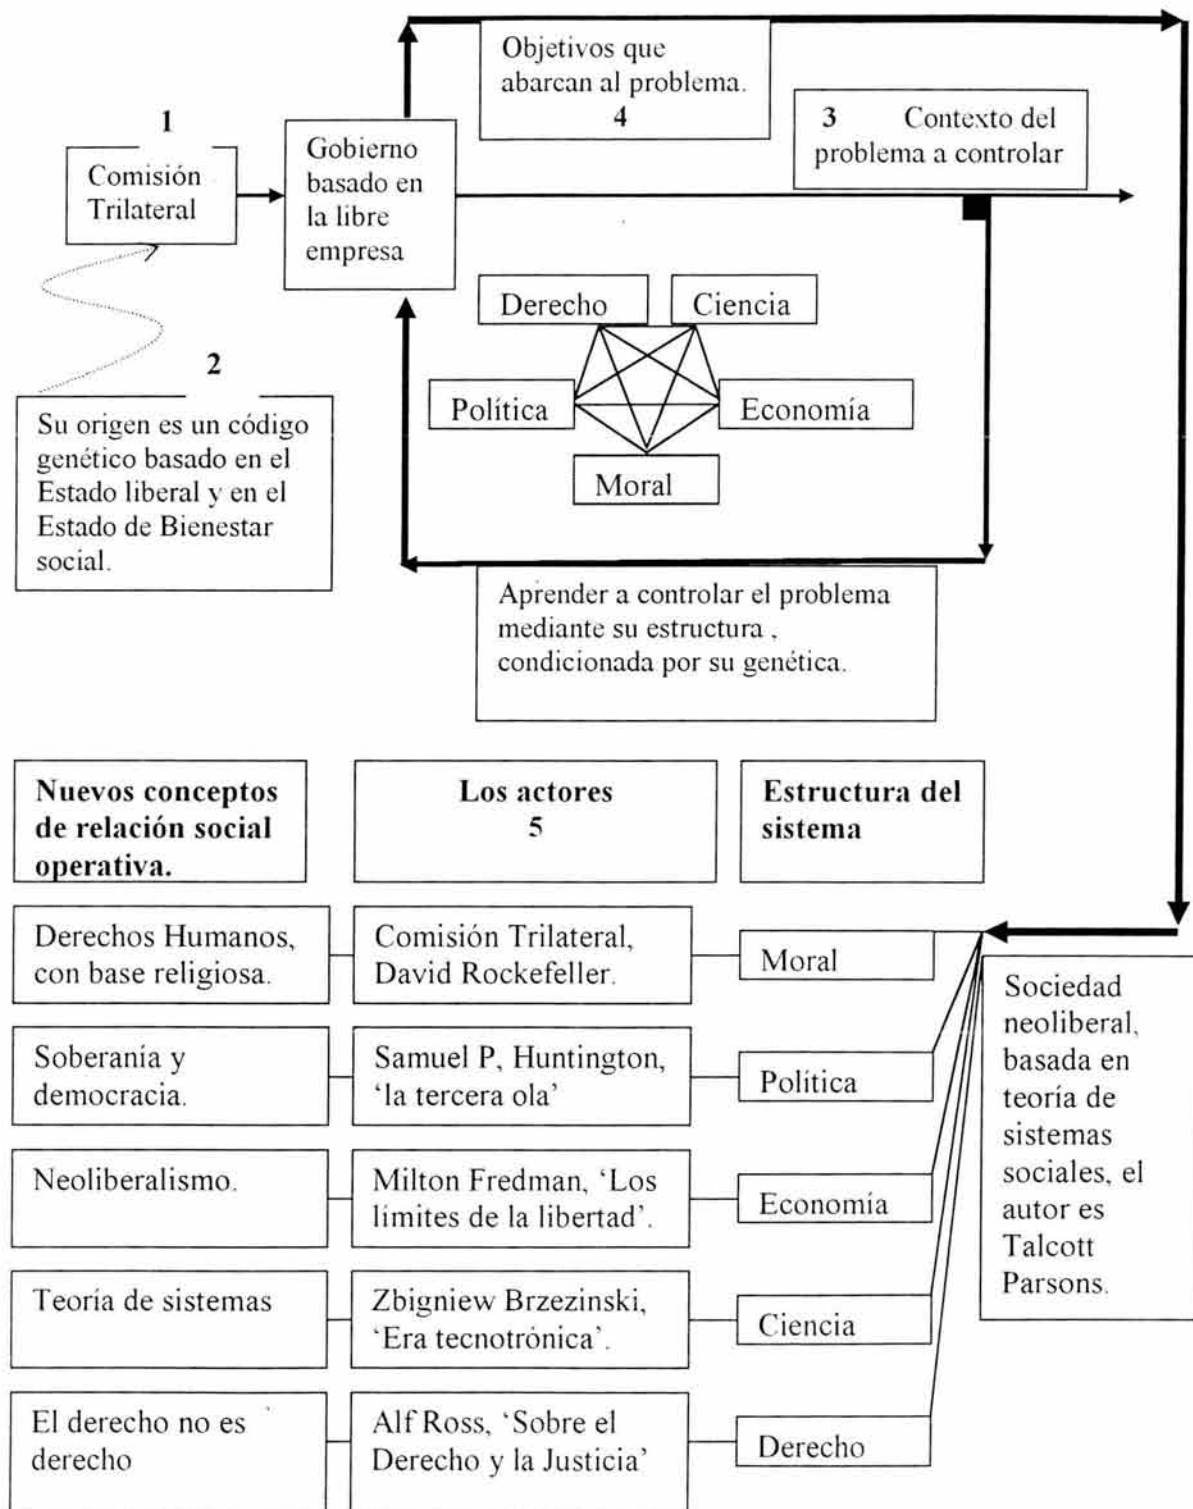 Objetivos que
abarcan al problema.
4
1
3 Contexto del
problema a controlar
Comisión
Trilateral
Gobierno
basado en
la libre
empresa
Derecho
Ciencia
2
Política
Economía
Su origen es un código
genético basado en el
Estado liberal y en el
Estado de Bienestar
social.
Moral
Aprender a controlar el problema
mediante su estructura ,
condicionada por su genética.
Nuevos conceptos
de relación social
operativa.
Los actores
5
Estructura del
sistema
Derechos Humanos,
con base religiosa.
Comisión Trilateral,
David Rockefeller.
Moral
Sociedad
neoliberal,
basada en
teoría de
sistemas
sociales, el
autor es
Talcott
Parsons.
Soberanía y
democracia.
Samuel P, Huntington,
‘la tercera ola’
Política
Neoliberalismo.
Milton Fredman, ‘Los
límites de la libertad’.
Economía
Teoría de sistemas
Zbigniew Brzezinski,
‘Era tecnotrónica’.
Ciencia
El derecho no es
derecho
Alf Ross, ‘Sobre el
Derecho y la Justicia’
Derecho